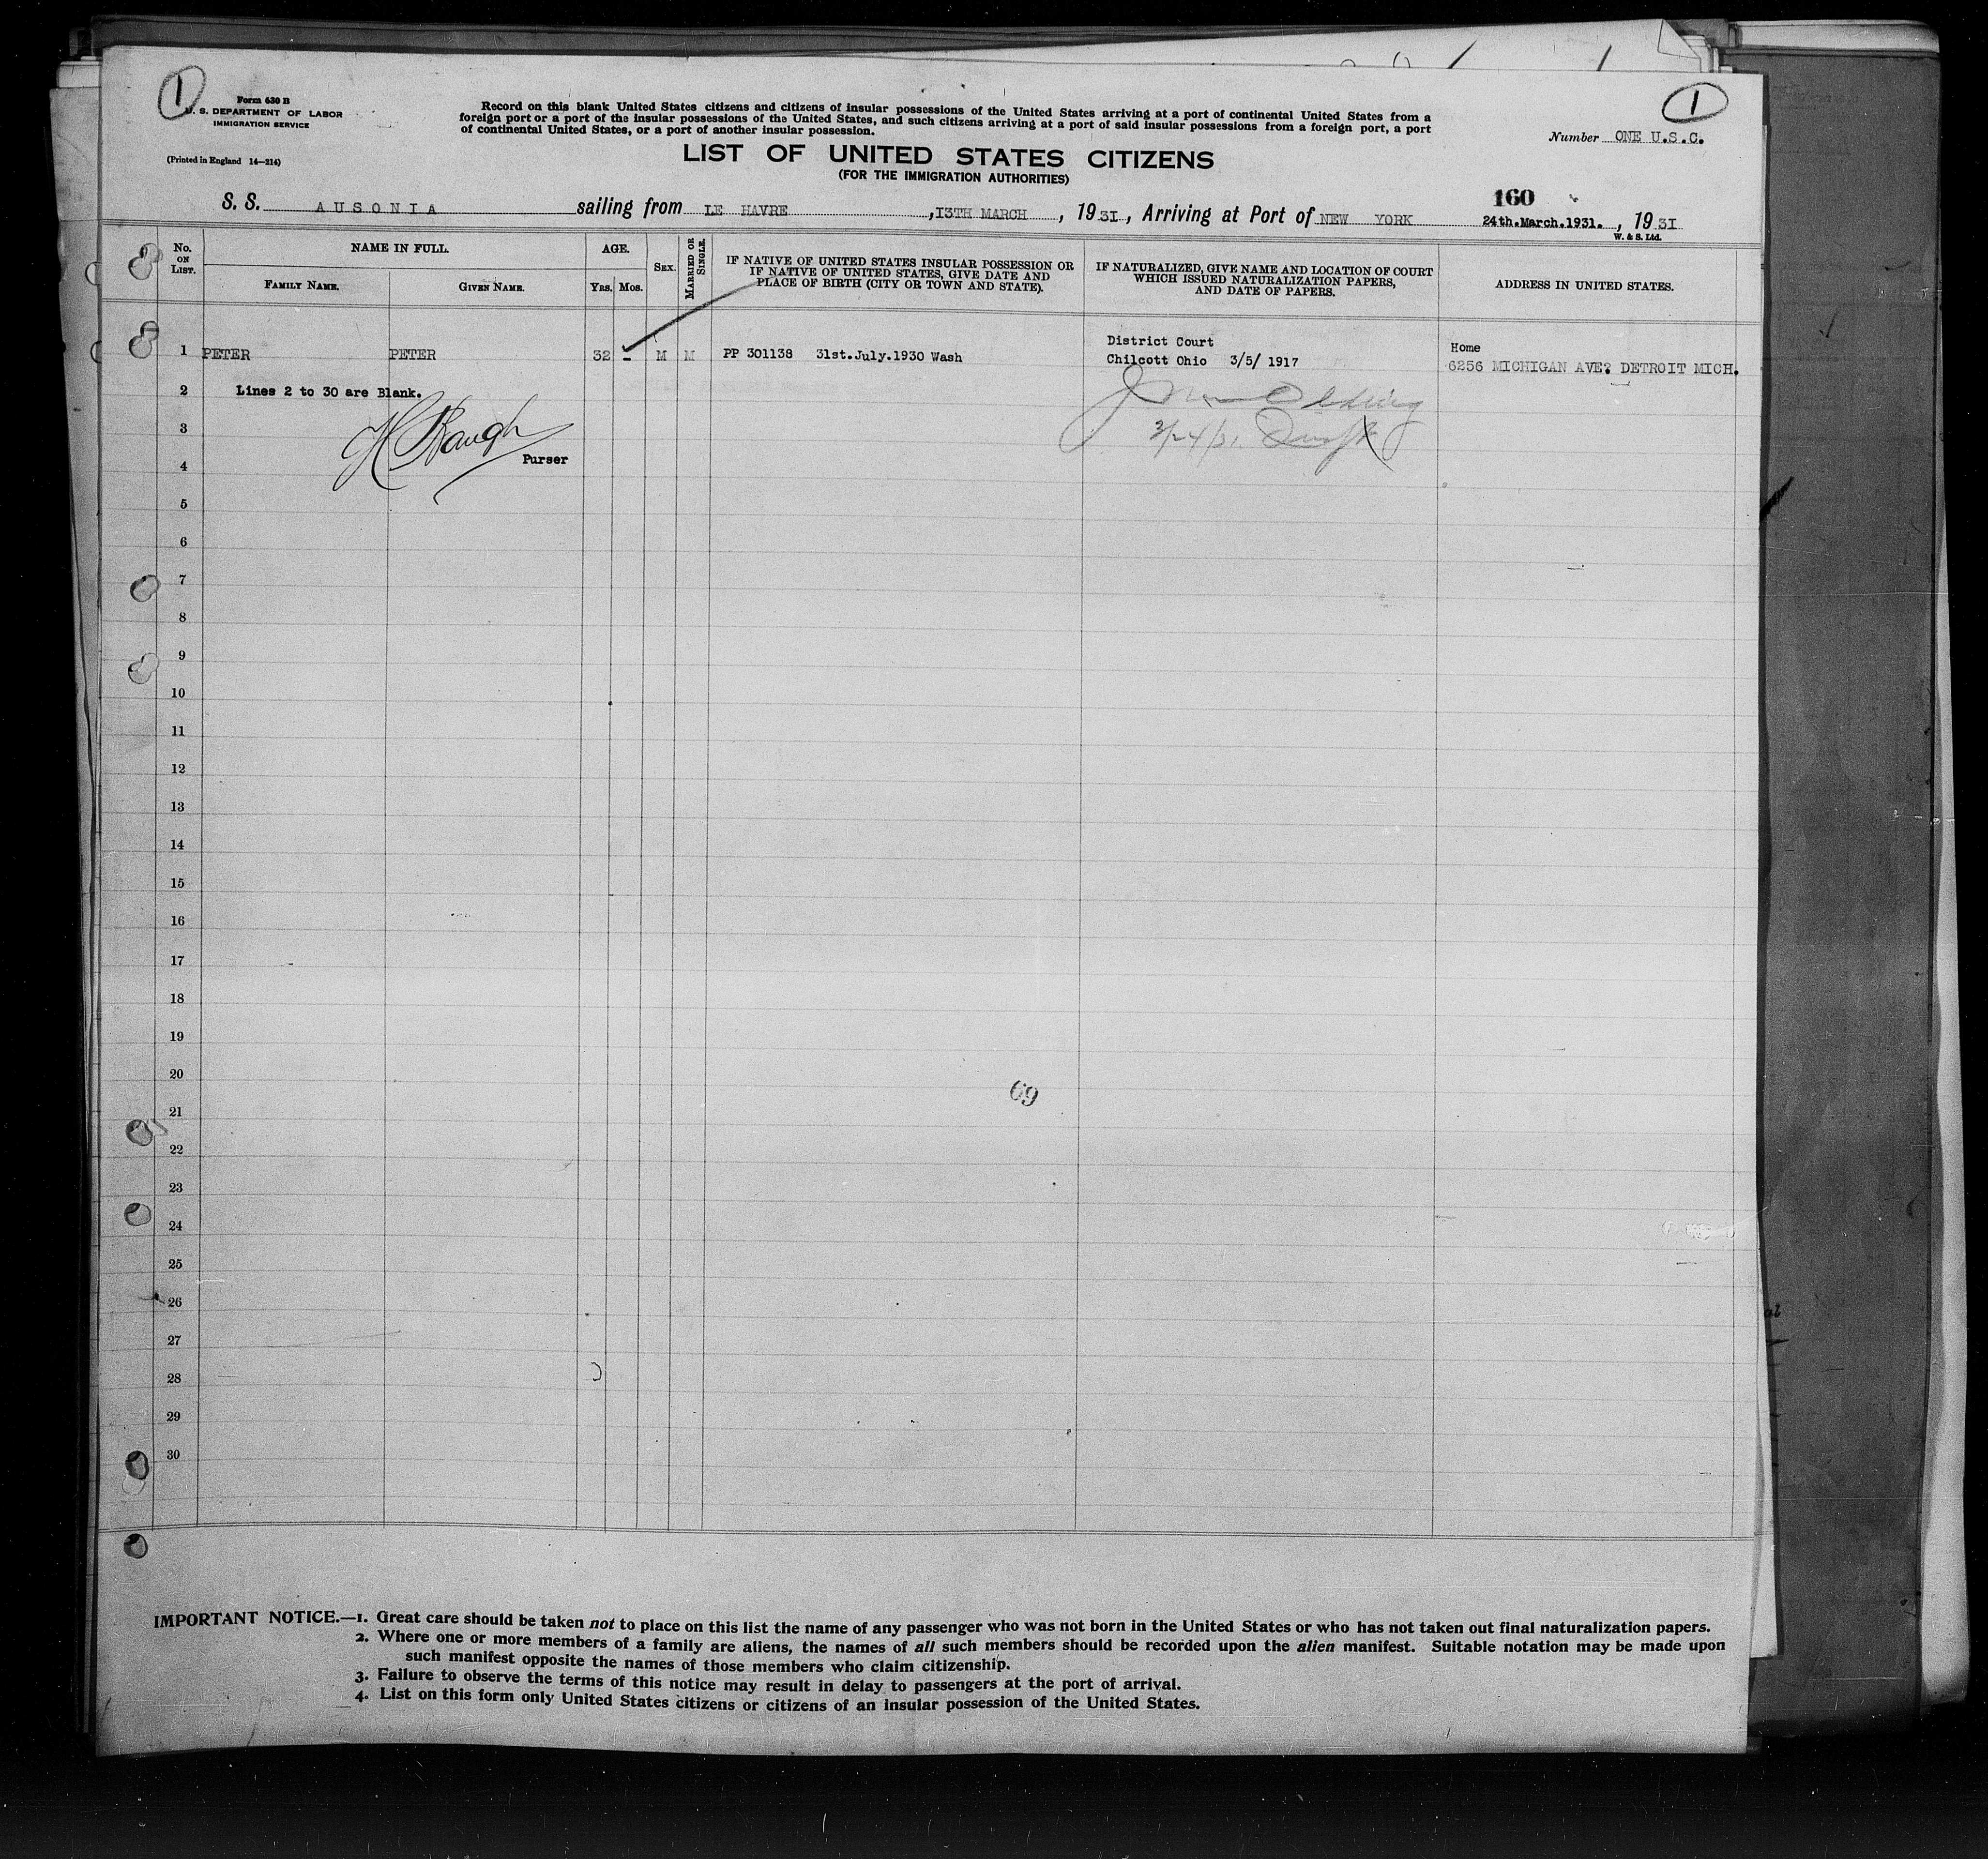 1
Form 630 B
U. S. DEPARTMENT OF LABOR
IMMIGRATION SERVICE
(Printed in England 14—214)
Record on this blank United States citizens and citizens of insular possessions of the United States arriving at a port of continental United States from a
foreign port or a port of the insular possessions of the United States, and such citizens arriving at a port of said insular possessions from a foreign port, a port
of continental United States, or a port of another insular possession.
1
Number ONE U.S.C.
LIST OF UNITED STATES CITIZENS
(FOR THE IMMIGRATION AUTHORITIES)
160
S. S. AUSONIA sailing from LE HAVRE, 13TH MARCH, 1931, Arriving at Port of NEW YORK 24th.March.1931., 1931
W. & S. Ltd.
No. ON LIST.
NAME IN FULL.
FAMILY NAME.
GIVEN NAME.
AGE.
YRS.
MOS.
SEX.
MARRIED OR SINGLE.
IF NATIVE OF UNITED STATES INSULAR POSSESSION OR
IF NATIVE OF UNITED STATES, GIVE DATE AND
PLACE OF BIRTH (CITY OR TOWN AND STATE).
IF NATURALIZED, GIVE NAME AND LOCATION OF COURT
WHICH ISSUED NATURALIZATION PAPERS,
AND DATE OF PAPERS.
ADDRESS IN UNITED STATES.
District Court
Home
1 PETER PETER 32 - M M PP 301138 31st.July.1930 Wash Chilcott Ohio 3/5/ 1917 6256 MICHIGAN AVE? DETROIT MICH.
2 Lines 2 to 30 are Blank.
3
Purser
4
5
6
7
8
9
10
11
12
13
14
15
16
17
18
19
20
69
21
22
23
24
25
26
27
28
29
30
IMPORTANT NOTICE.—1. Great care should be taken not to place on this list the name of any passenger who was not born in the United States or who has not taken out final naturalization papers.
2. Where one or more members of a family are aliens, the names of all such members should be recorded upon the alien manifest. Suitable notation may be made upon
such manifest opposite the names of those members who claim citizenship.
3. Failure to observe the terms of this notice may result in delay to passengers at the port of arrival.
4. List on this form only United States citizens or citizens of an insular possession of the United States.